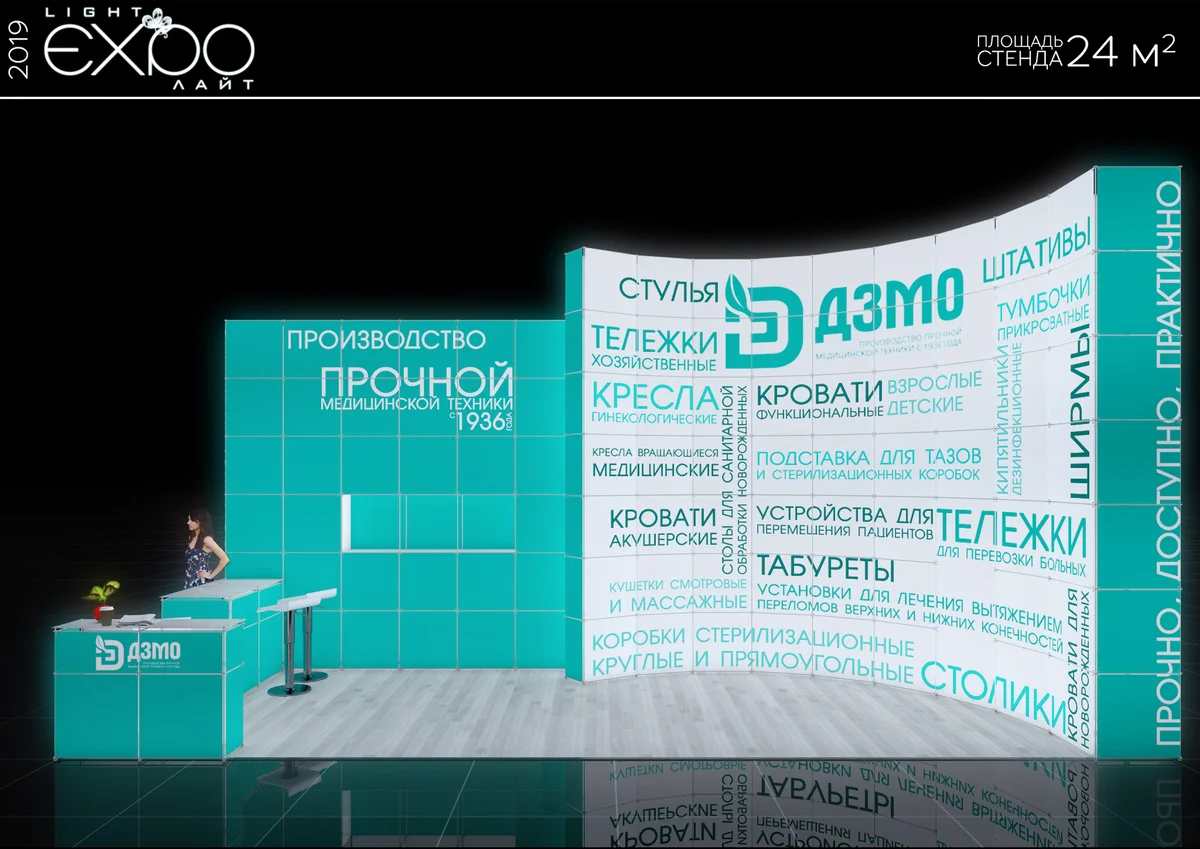 2019
LIGHT
EXPO
ЛАЙТ
ПЛОЩАДЬ
СТЕНДА 24 м²
ПРОИЗВОДСТВО
ПРОЧНОЙ
МЕДИЦИНСКОЙ ТЕХНИКИ
С 1936 ГОДА
ДЗМО
СТУЛЬЯ
ТЕЛЕЖКИ
ХОЗЯЙСТВЕННЫЕ
КРЕСЛА
ГИНЕКОЛОГИЧЕСКИЕ
КРЕСЛА ВРАЩАЮЩИЕСЯ
МЕДИЦИНСКИЕ
КРОВАТИ
АКУШЕРСКИЕ
КУШЕТКИ СМОТРОВЫЕ
И МАССАЖНЫЕ
КОРОБКИ СТЕРИЛИЗАЦИОННЫЕ
КРУГЛЫЕ И ПРЯМОУГОЛЬНЫЕ
СТОЛЫ ДЛЯ САНИТАРНОЙ
ОБРАБОТКИ НОВОРОЖДЕННЫХ
ДЗМО
ПРОИЗВОДСТВО ПРОЧНОЙ
МЕДИЦИНСКОЙ ТЕХНИКИ С 1936 ГОДА
КРОВАТИ
ФУНКЦИОНАЛЬНЫЕ
ВЗРОСЛЫЕ
ДЕТСКИЕ
ПОДСТАВКА ДЛЯ ТАЗОВ
И СТЕРИЛИЗАЦИОННЫХ КОРОБОК
УСТРОЙСТВА ДЛЯ
ПЕРЕМЕЩЕНИЯ ПАЦИЕНТОВ
ТАБУРЕТЫ
УСТАНОВКИ ДЛЯ ЛЕЧЕНИЯ ВЫТЯЖЕНИЕМ
ПЕРЕЛОМОВ ВЕРХНИХ И НИЖНИХ КОНЕЧНОСТЕЙ
СТОЛИКИ
ШТАТИВЫ
ТУМБОЧКИ
ПРИКРОВАТНЫЕ
КИПЯТИЛЬНИКИ
ДЕЗИНФЕКЦИОННЫЕ
ШИРМЫ
ТЕЛЕЖКИ
ДЛЯ ПЕРЕВОЗКИ БОЛЬНЫХ
КРОВАТИ ДЛЯ
НОВОРОЖДЕННЫХ
ПРОЧНО, ДОСТУПНО, ПРАКТИЧНО